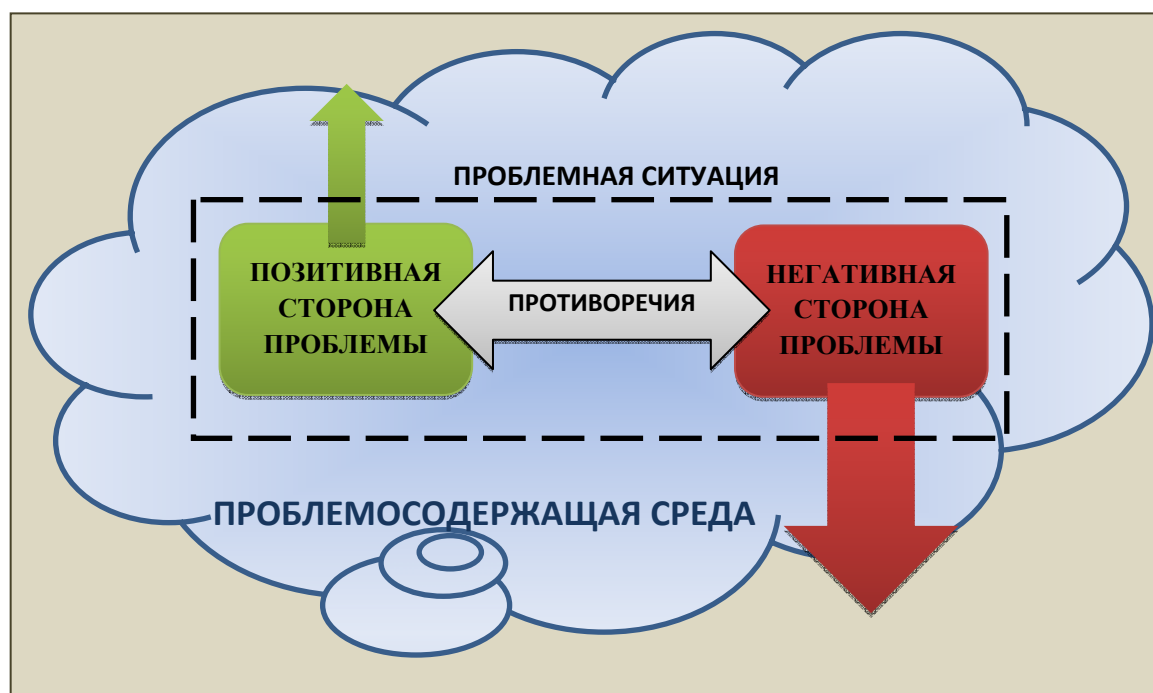 ПРОБЛЕМНАЯ СИТУАЦИЯ
ПОЗИТИВНАЯ
СТОРОНА
ПРОБЛЕМЫ
ПРОТИВОРЕЧИЯ
НЕГАТИВНАЯ
СТОРОНА
ПРОБЛЕМЫ
ПРОБЛЕМОСОДЕРЖАЩАЯ СРЕДА